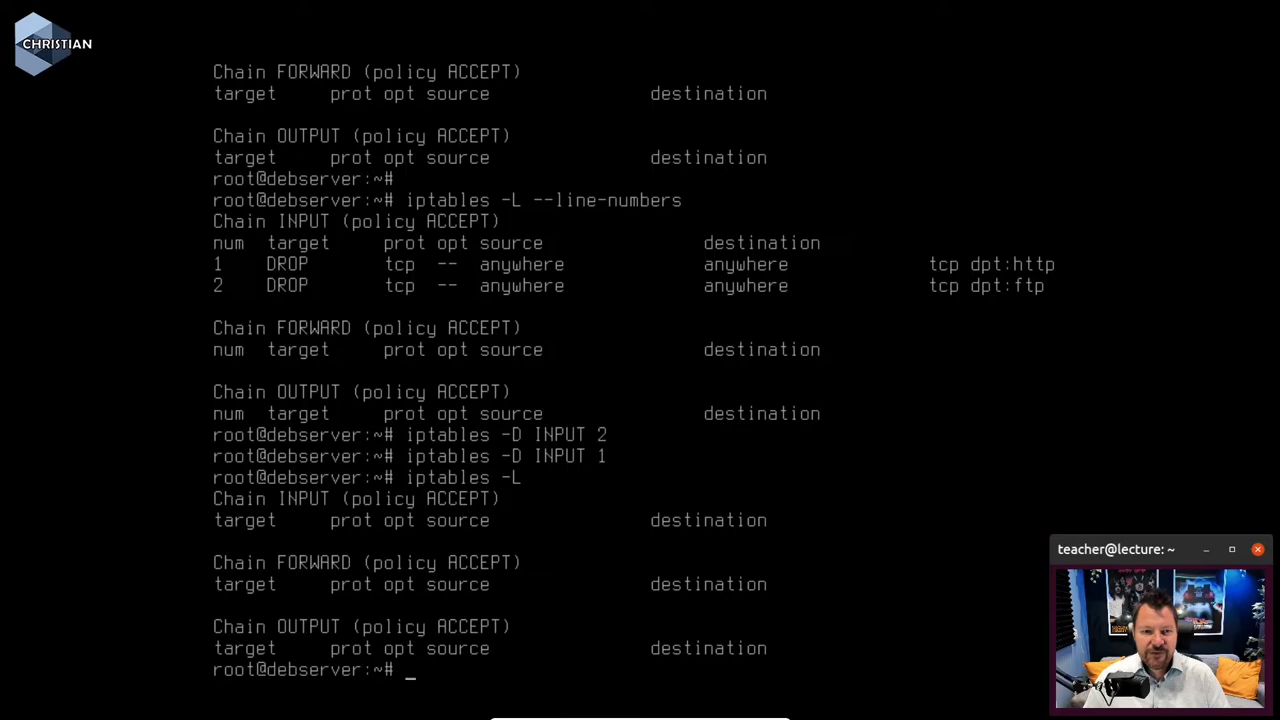 CHRISTIAN
Chain FORWARD (policy ACCEPT)
target prot opt source destination
Chain OUTPUT (policy ACCEPT)
target prot opt source destination
root@debserver:~#
root@debserver:~# iptables -L --line-numbers
Chain INPUT (policy ACCEPT)
num target prot opt source destination
1 DROP tcp -- anywhere anywhere tcp dpt:http
2 DROP tcp -- anywhere anywhere tcp dpt:ftp
Chain FORWARD (policy ACCEPT)
num target prot opt source destination
Chain OUTPUT (policy ACCEPT)
num target prot opt source destination
root@debserver:~# iptables -D INPUT 2
root@debserver:~# iptables -D INPUT 1
root@debserver:~# iptables -L
Chain INPUT (policy ACCEPT)
target prot opt source destination
Chain FORWARD (policy ACCEPT)
target prot opt source destination
Chain OUTPUT (policy ACCEPT)
target prot opt source destination
root@debserver:~# _
teacher@lecture: ~